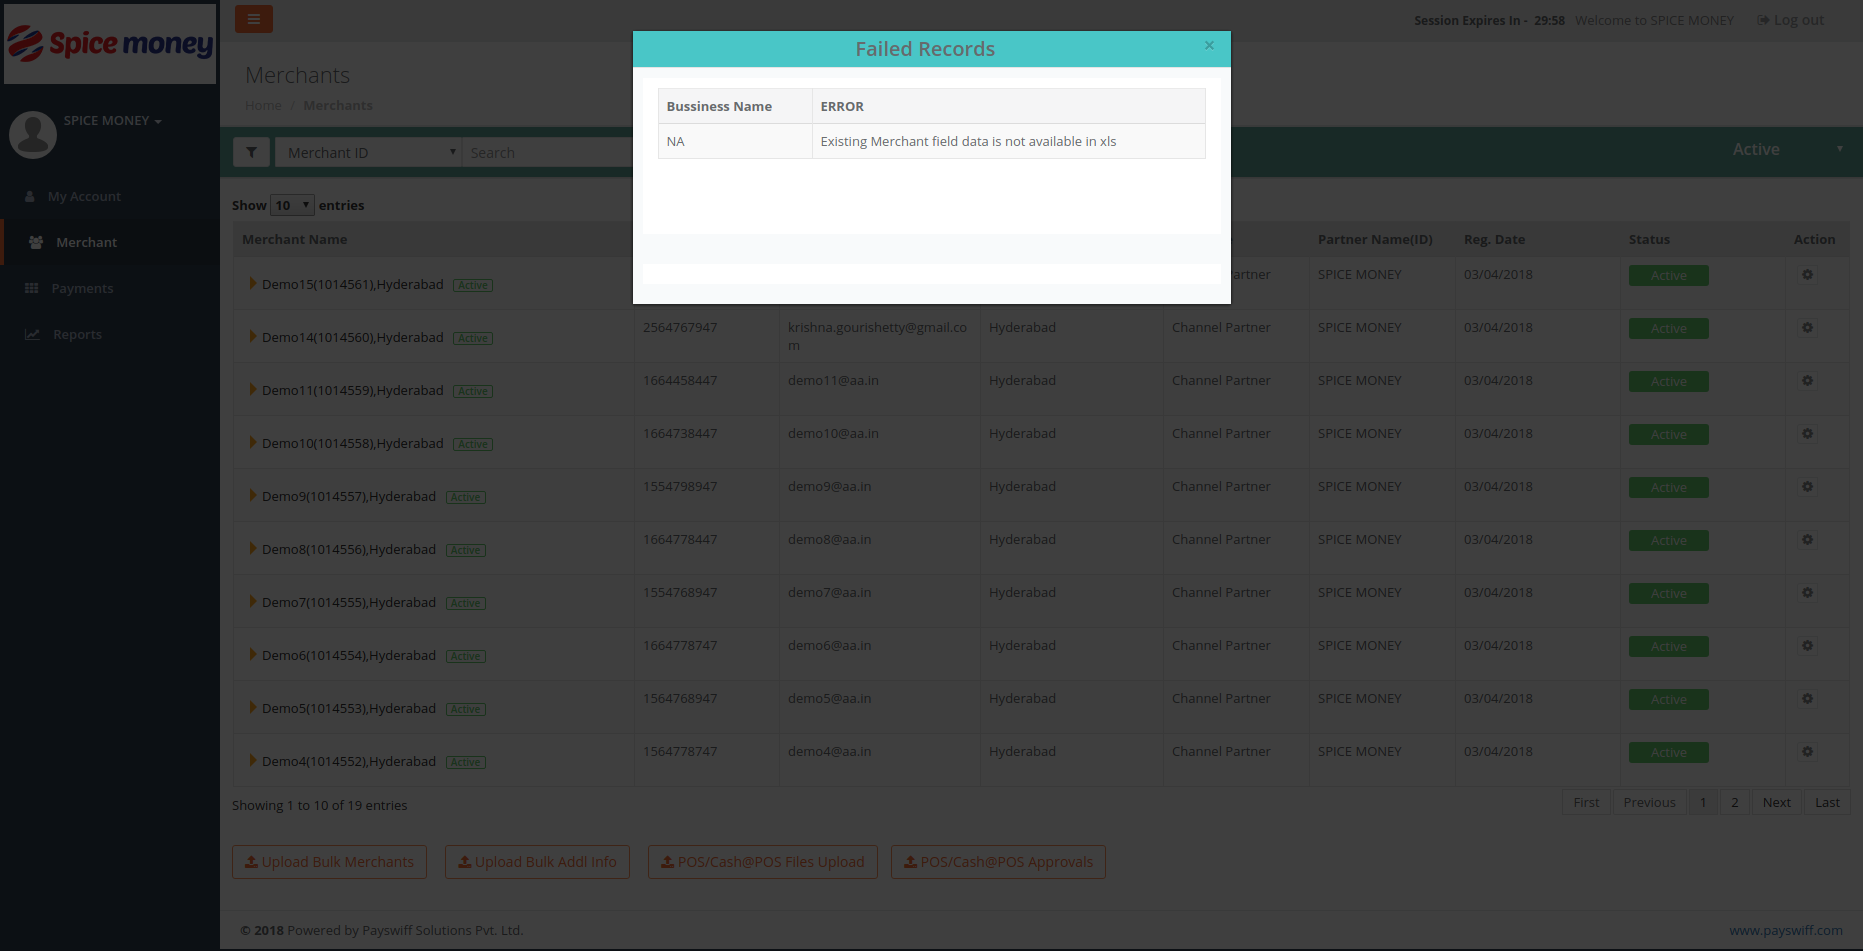 Spice money
Session Expires In - 29:58 Welcome to SPICE MONEY Log out
Failed Records ×
Bussiness Name ERROR
NA Existing Merchant field data is not available in xls
SPICE MONEY
My Account
Merchant
Payments
Reports
Merchants
Home / Merchants
Merchant ID Search Active
Show 10 entries
Merchant Name Partner Name(ID) Reg. Date Status Action
Demo15(1014561),Hyderabad Active artner SPICE MONEY 03/04/2018 Active
Demo14(1014560),Hyderabad Active 2564767947 krishna.gourishetty@gmail.co Hyderabad Channel Partner SPICE MONEY 03/04/2018 Active
m
Demo11(1014559),Hyderabad Active 1664458447 demo11@aa.in Hyderabad Channel Partner SPICE MONEY 03/04/2018 Active
Demo10(1014558),Hyderabad Active 1664738447 demo10@aa.in Hyderabad Channel Partner SPICE MONEY 03/04/2018 Active
Demo9(1014557),Hyderabad Active 1554798947 demo9@aa.in Hyderabad Channel Partner SPICE MONEY 03/04/2018 Active
Demo8(1014556),Hyderabad Active 1664778447 demo8@aa.in Hyderabad Channel Partner SPICE MONEY 03/04/2018 Active
Demo7(1014555),Hyderabad Active 1554768947 demo7@aa.in Hyderabad Channel Partner SPICE MONEY 03/04/2018 Active
Demo6(1014554),Hyderabad Active 1664778747 demo6@aa.in Hyderabad Channel Partner SPICE MONEY 03/04/2018 Active
Demo5(1014553),Hyderabad Active 1564768947 demo5@aa.in Hyderabad Channel Partner SPICE MONEY 03/04/2018 Active
Demo4(1014552),Hyderabad Active 1564778747 demo4@aa.in Hyderabad Channel Partner SPICE MONEY 03/04/2018 Active
Showing 1 to 10 of 19 entries First Previous 1 2 Next Last
Upload Bulk Merchants Upload Bulk Addl Info POS/Cash@POS Files Upload POS/Cash@POS Approvals
© 2018 Powered by Payswiff Solutions Pvt. Ltd. www.payswiff.com